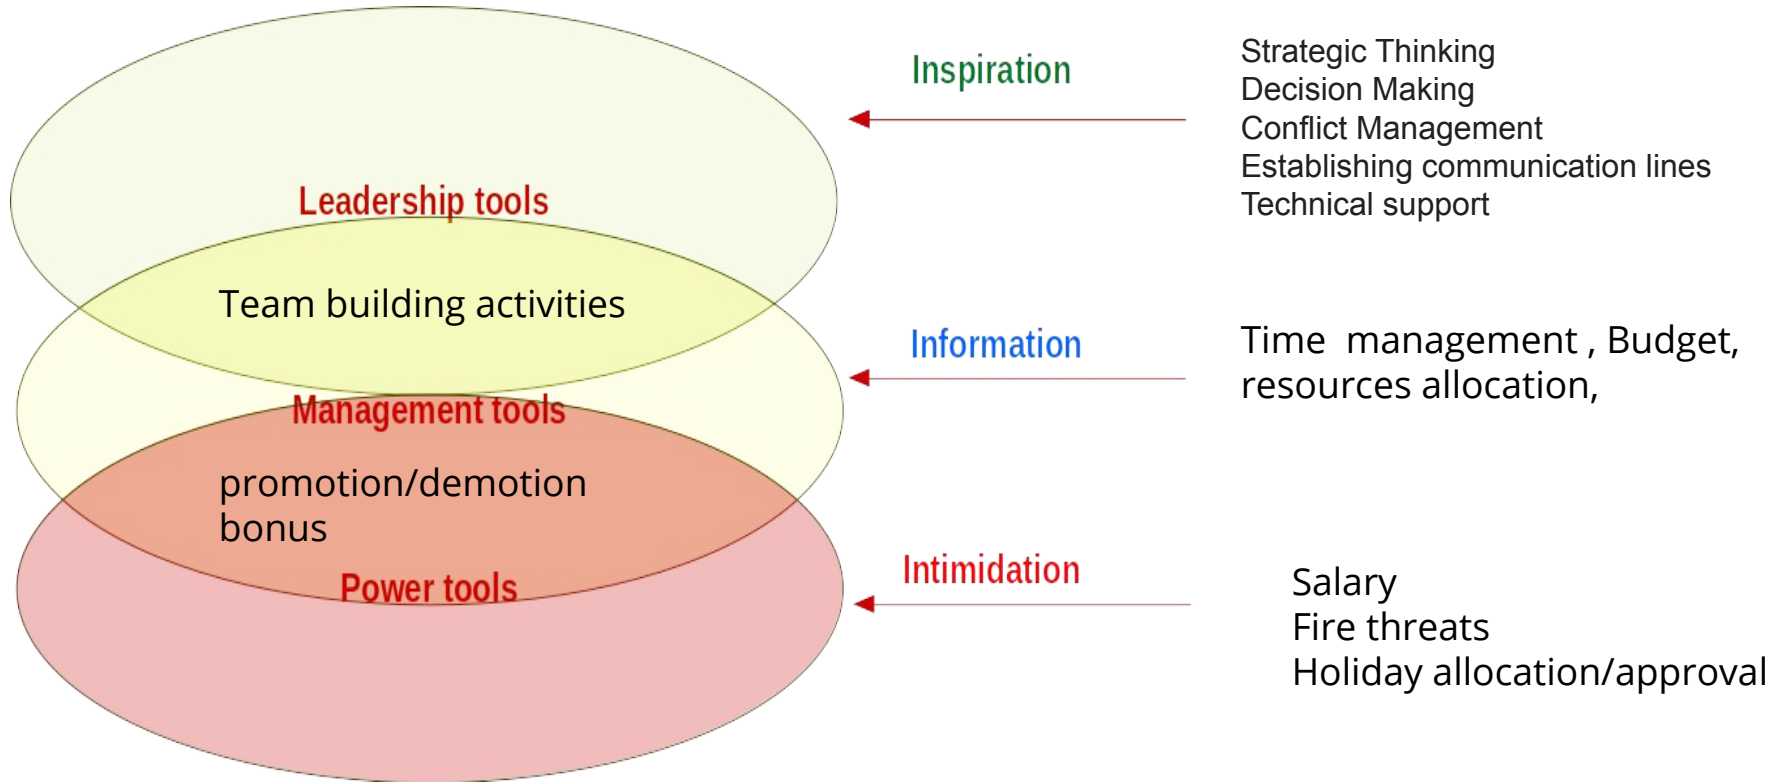 Inspiration
Strategic Thinking
Decision Making
Conflict Management
Establishing communication lines
Technical support
Leadership tools
Team building activities
Information
Time  management , Budget,
resources allocation,
Management tools
promotion/demotion
bonus
Power tools
Intimidation
Salary
Fire threats
Holiday allocation/approval